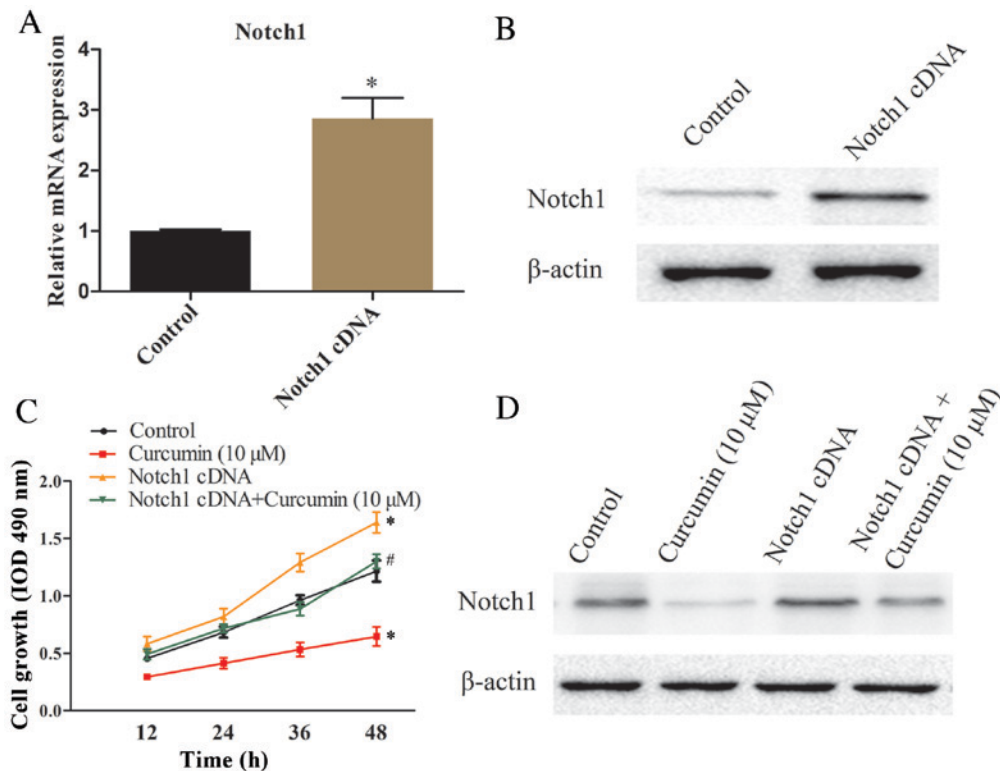 A
Notch1
Relative mRNA expression
4
3
2
1
0
*
Control
Notch1 cDNA
B
Control
Notch1 cDNA
Notch1
β-actin
C
Control
Curcumin (10 μM)
Notch1 cDNA
Notch1 cDNA+Curcumin (10 μM)
Cell growth (IOD 490 nm)
2.0
1.5
1.0
0.5
0.0
*
#
*
12 24 36 48
Time (h)
D
Control
Curcumin (10 μM)
Notch1 cDNA
Notch1 cDNA +
Curcumin (10 μM)
Notch1
β-actin